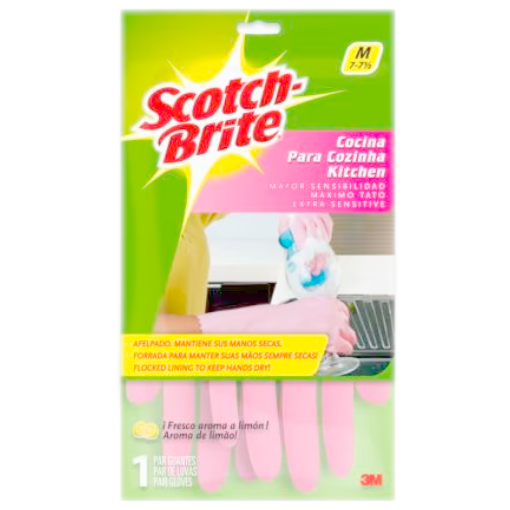 M
7-7½
Scotch-
Brite
Cocina
Para Cozinha
Kitchen
MAYOR SENSIBILIDAD
MÁXIMO TATO
EXTRA SENSITIVE
AFELPADO, MANTIENE SUS MANOS SECAS.
FORRADA PARA MANTER SUAS MÃOS SEMPRE SECAS!
FLOCKED LINING TO KEEP HANDS DRY!
¡Fresco aroma a limón!
Aroma de limão!
1 PAR GUANTES
PAR DE LUVAS
PAIR GLOVES
3M